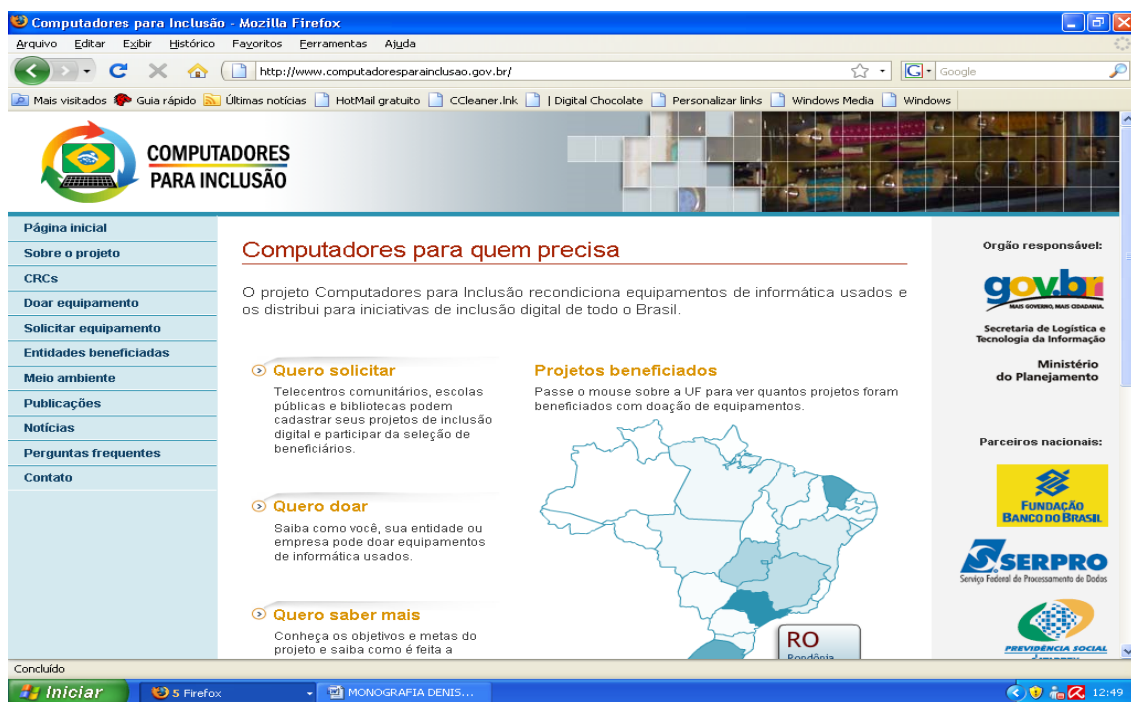 Computadores para Inclusão - Mozilla Firefox
Arquivo Editar Exibir Histórico Favoritos Ferramentas Ajuda
http://www.computadoresparainclusao.gov.br/
Google
Mais visitados Guia rápido Últimas notícias HotMail gratuito CCleaner.lnk | Digital Chocolate Personalizar links Windows Media Windows
COMPUTADORES
PARA INCLUSÃO
Página inicial
Sobre o projeto
CRCs
Doar equipamento
Solicitar equipamento
Entidades beneficiadas
Meio ambiente
Publicações
Notícias
Perguntas frequentes
Contato
Computadores para quem precisa
O projeto Computadores para Inclusão recondiciona equipamentos de informática usados e
os distribui para iniciativas de inclusão digital de todo o Brasil.
Quero solicitar
Telecentros comunitários, escolas
públicas e bibliotecas podem
cadastrar seus projetos de inclusão
digital e participar da seleção de
beneficiários.
Quero doar
Saiba como você, sua entidade ou
empresa pode doar equipamentos
de informática usados.
Quero saber mais
Conheça os objetivos e metas do
projeto e saiba como é feita a
Projetos beneficiados
Passe o mouse sobre a UF para ver quantos projetos foram
beneficiados com doação de equipamentos.
RO
Rondônia
Orgão responsável:
gov.br
MAIS GOVERNO, MAIS CIDADANIA.
Secretaria de Logística e
Tecnologia da Informação
Ministério
do Planejamento
Parceiros nacionais:
FUNDAÇÃO
BANCO DO BRASIL
SERPRO
Serviço Federal de Processamento de Dados
PREVIDÊNCIA SOCIAL
Concluído
Iniciar 5 Firefox MONOGRAFIA DENIS... 12:49